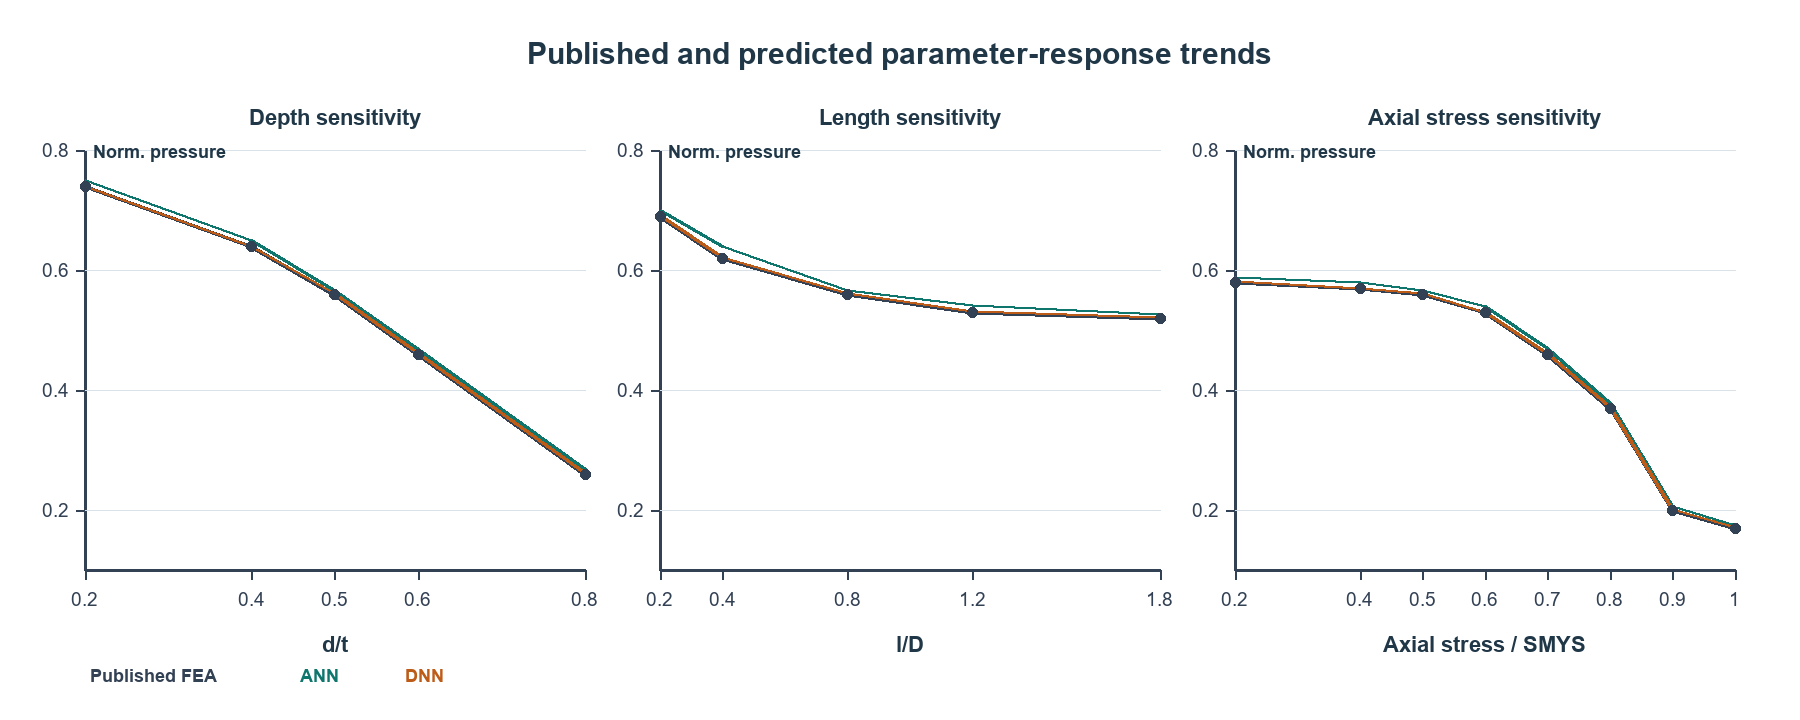 Published and predicted parameter-response trends
Depth sensitivity
Norm. pressure
0.8
0.6
0.4
0.2
0.2 0.4 0.5 0.6 0.8
d/t
Length sensitivity
Norm. pressure
0.8
0.6
0.4
0.2
0.2 0.4 0.8 1.2 1.8
l/D
Axial stress sensitivity
Norm. pressure
0.8
0.6
0.4
0.2
0.2 0.4 0.5 0.6 0.7 0.8 0.9 1
Axial stress / SMYS
Published FEA ANN DNN